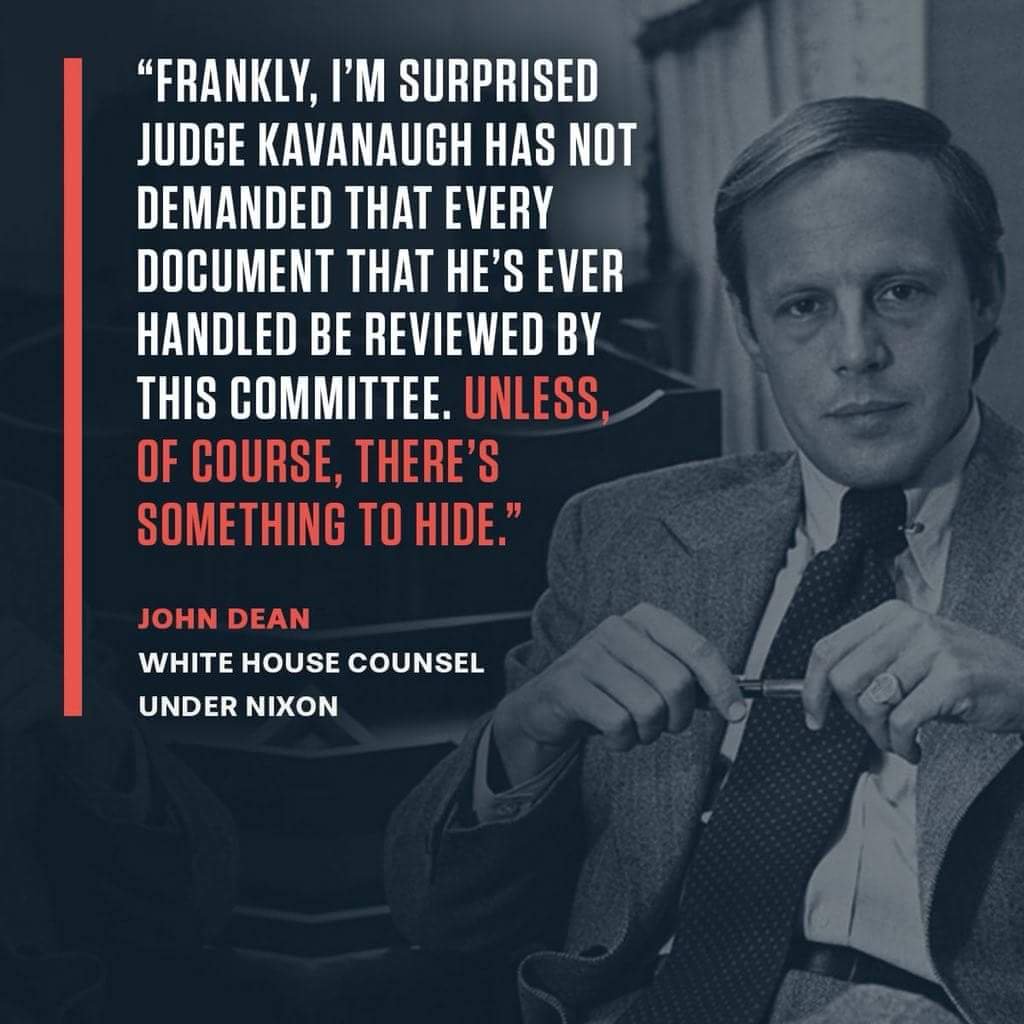 “FRANKLY, I’M SURPRISED
JUDGE KAVANAUGH HAS NOT
DEMANDED THAT EVERY
DOCUMENT THAT HE’S EVER
HANDLED BE REVIEWED BY
THIS COMMITTEE. UNLESS,
OF COURSE, THERE’S
SOMETHING TO HIDE.”
JOHN DEAN
WHITE HOUSE COUNSEL
UNDER NIXON